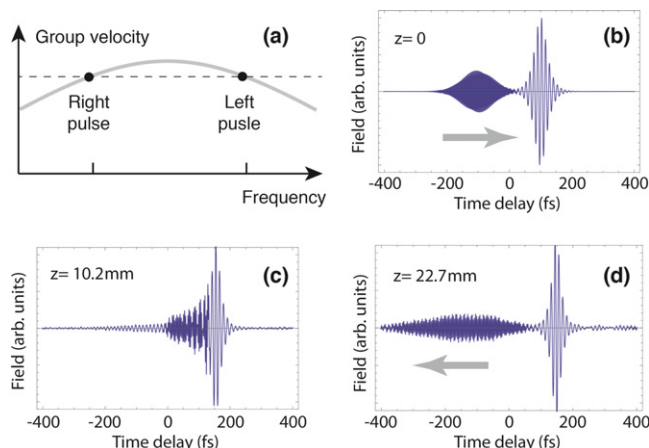 Group velocity
(a)
Right
pulse
Left
pusle
Frequency
(b)
z= 0
Field (arb. units)
-400 -200 0 200 400
Time delay (fs)
(c)
z= 10.2mm
Field (arb. units)
-400 -200 0 200 400
Time delay (fs)
(d)
z= 22.7mm
Field (arb. units)
-400 -200 0 200 400
Time delay (fs)